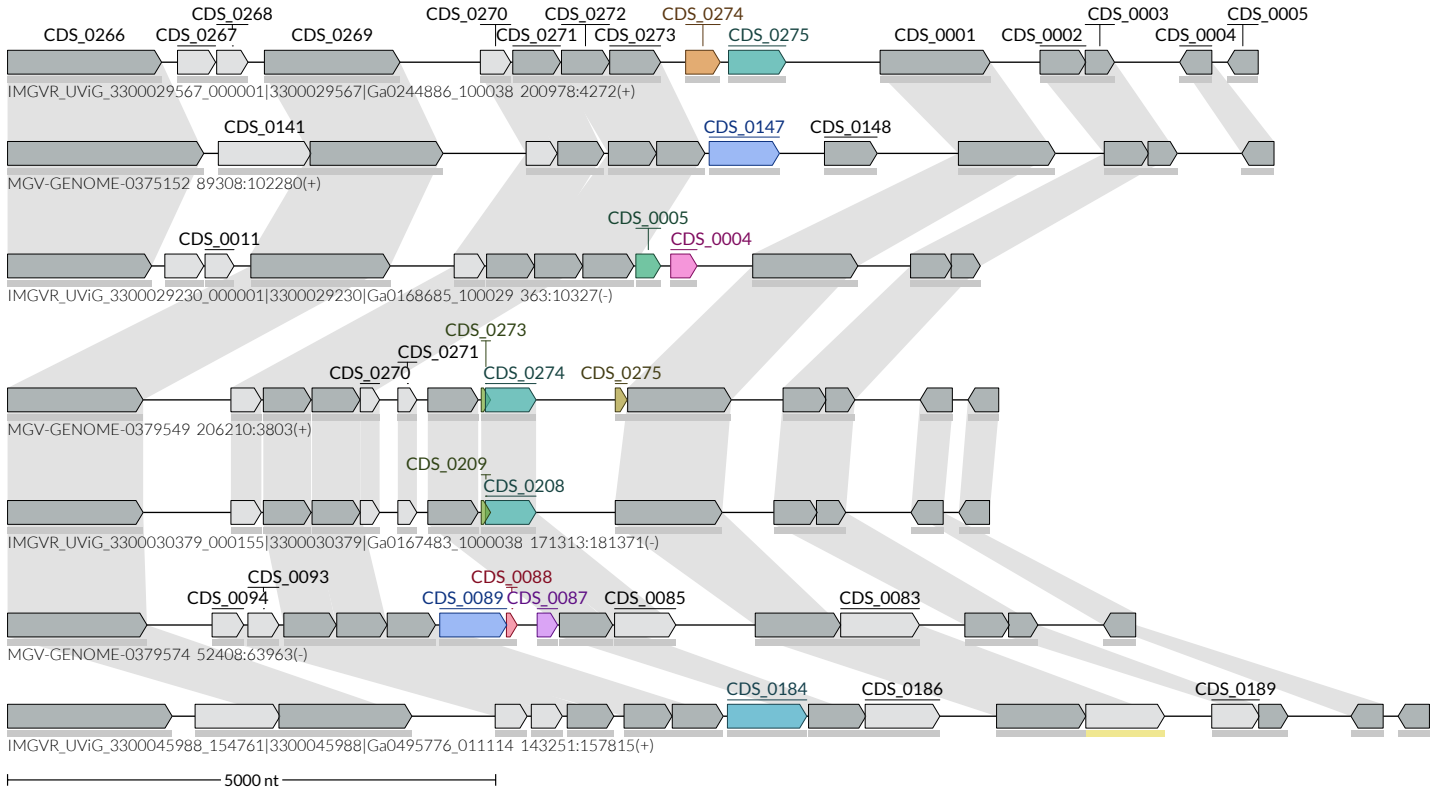 CDS_0268 CDS_0270 CDS_0272 CDS_0274 CDS_0003 CDS_0005
CDS_0266 CDS_0267 CDS_0269 CDS_0271 CDS_0273 CDS_0275 CDS_0001 CDS_0002 CDS_0004
IMGVR_UViG_3300029567_000001|3300029567|Ga0244886_100038 200978:4272(+)
CDS_0141 CDS_0147 CDS_0148
MGV-GENOME-0375152 89308:102280(+)
CDS_0005
CDS_0011 CDS_0004
IMGVR_UViG_3300029230_000001|3300029230|Ga0168685_100029 363:10327(-)
CDS_0273
CDS_0271
CDS_0270 CDS_0274 CDS_0275
MGV-GENOME-0379549 206210:3803(+)
CDS_0209
CDS_0208
IMGVR_UViG_3300030379_000155|3300030379|Ga0167483_1000038 171313:181371(-)
CDS_0093 CDS_0088
CDS_0094 CDS_0089 CDS_0087 CDS_0085 CDS_0083
MGV-GENOME-0379574 52408:63963(-)
CDS_0184 CDS_0186 CDS_0189
IMGVR_UViG_3300045988_154761|3300045988|Ga0495776_011114 143251:157815(+)
5000 nt